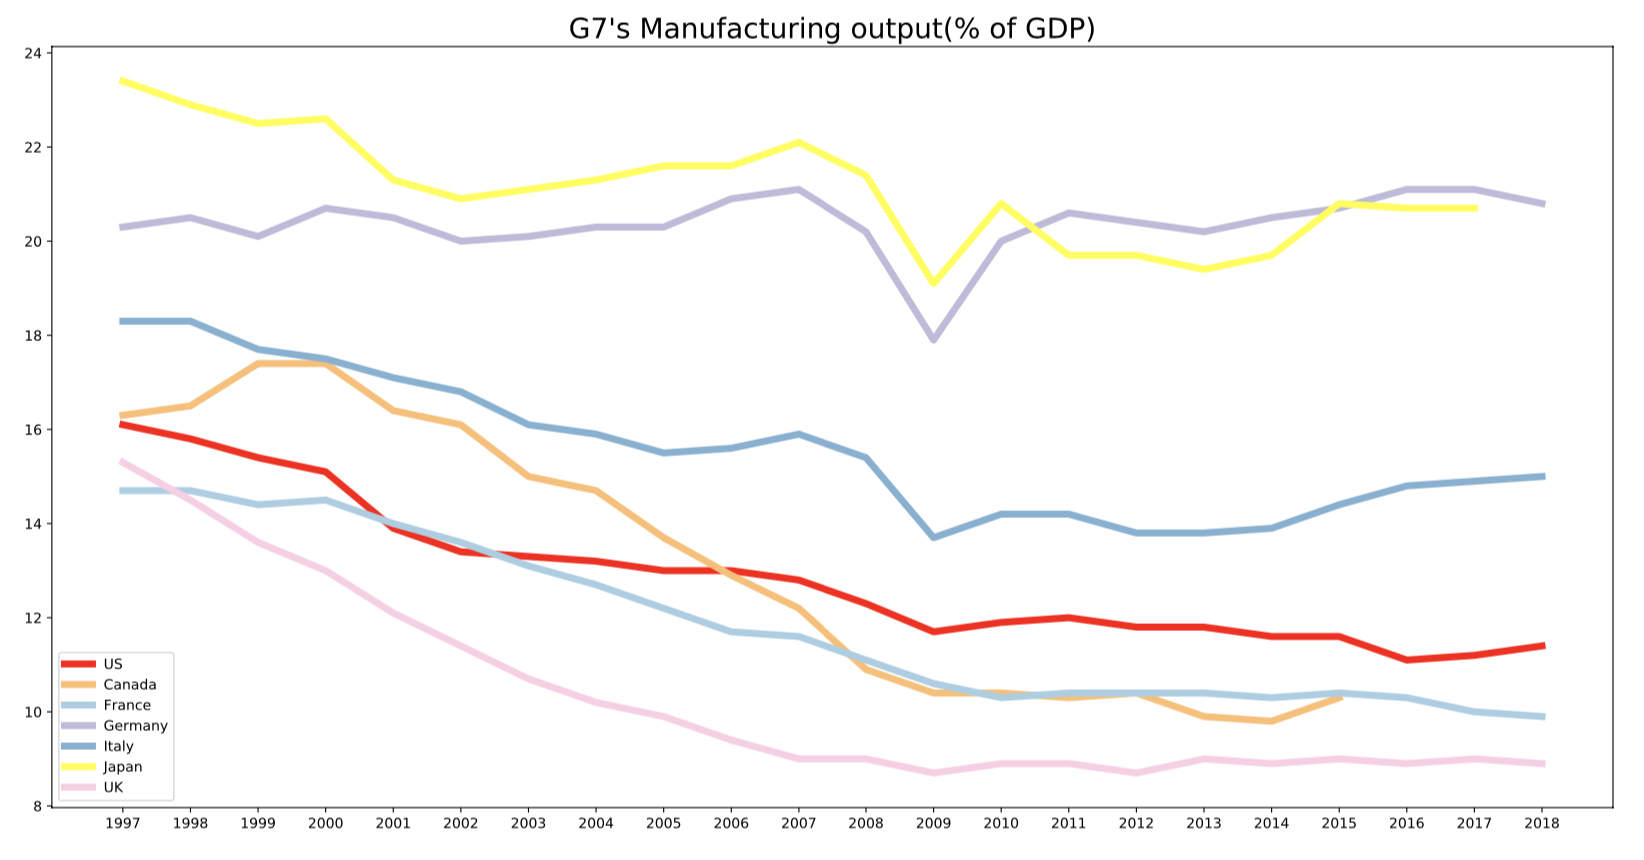 G7's Manufacturing output(% of GDP)
24
22
20
18
16
14
12
10
8
US
Canada
France
Germany
Italy
Japan
UK
1997 1998 1999 2000 2001 2002 2003 2004 2005 2006 2007 2008 2009 2010 2011 2012 2013 2014 2015 2016 2017 2018